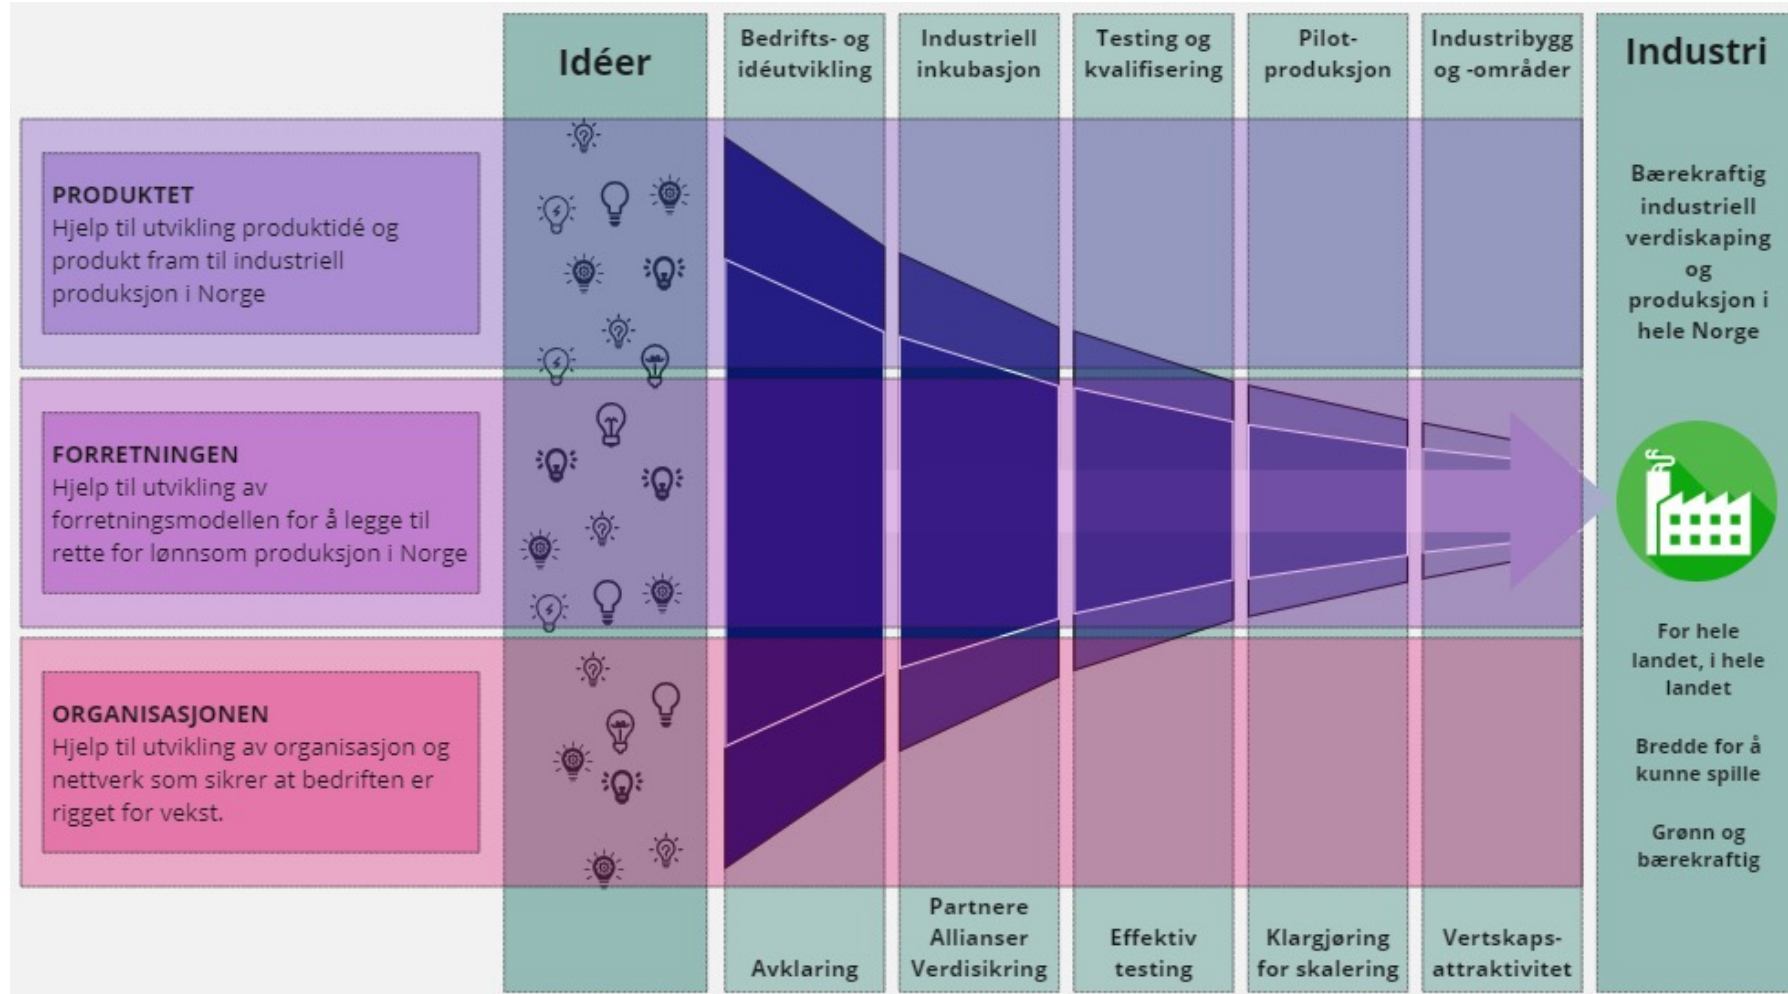 Idéer
Bedrifts- og
idéutvikling
Industriell
inkubasjon
Testing og
kvalifisering
Pilot-
produksjon
Industribygg
og -områder
Industri
PRODUKTET
Hjelp til utvikling produktidé og
produkt fram til industriell
produksjon i Norge
FORRETNINGEN
Hjelp til utvikling av
forretningsmodellen for å legge til
rette for lønnsom produksjon i Norge
ORGANISASJONEN
Hjelp til utvikling av organisasjon og
nettverk som sikrer at bedriften er
rigget for vekst.
Bærekraftig
industriell
verdiskaping
og
produksjon i
hele Norge
For hele
landet, i hele
landet
Bredde for å
kunne spille
Grønn og
bærekraftig
Avklaring
Partnere
Allianser
Verdisikring
Effektiv
testing
Klargjøring
for skalering
Vertskaps-
attraktivitet